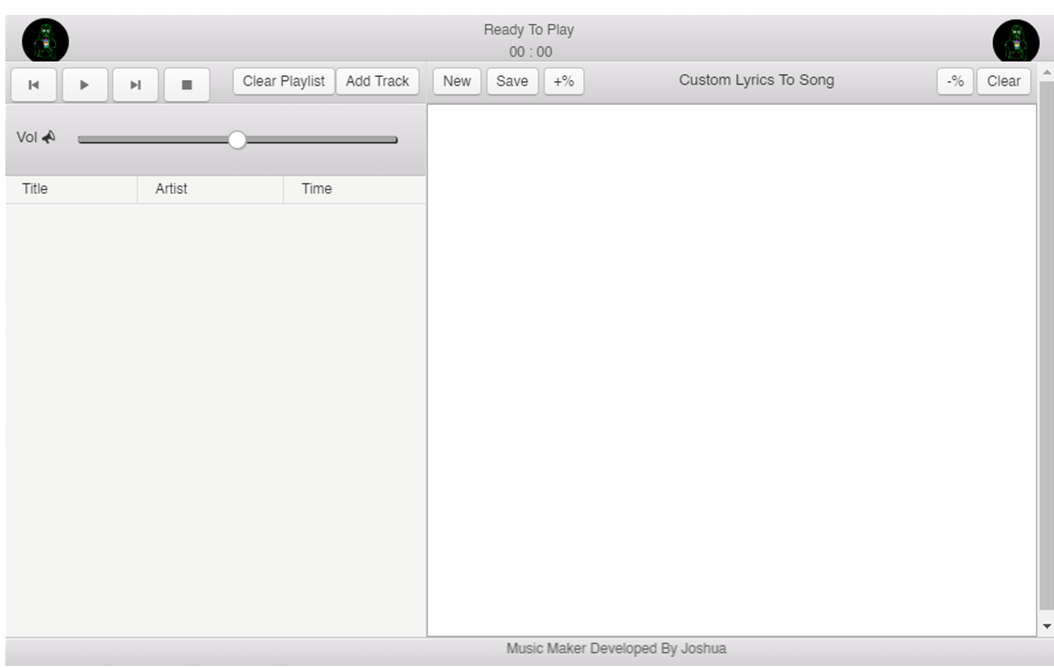 Ready To Play
00 : 00
Clear Playlist Add Track New Save +% Custom Lyrics To Song -% Clear
Vol
Title Artist Time
Music Maker Developed By Joshua